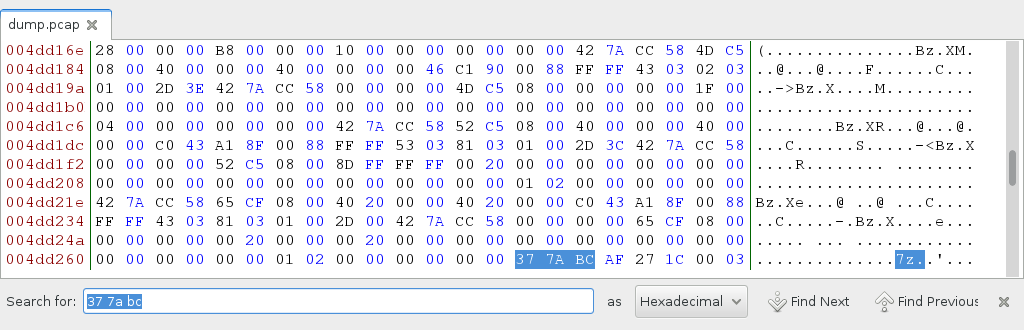 dump.pcap
004dd16e 28 00 00 00 B8 00 00 00 10 00 00 00 00 00 00 00 42 7A CC 58 4D C5 (...............Bz.XM.
004dd184 08 00 40 00 00 00 40 00 00 00 00 46 C1 90 00 88 FF FF 43 03 02 03 ..@...@....F......C...
004dd19a 01 00 2D 3E 42 7A CC 58 00 00 00 00 4D C5 08 00 00 00 00 00 1F 00 ..->Bz.X....M.........
004dd1b0 00 00 00 00 00 00 00 00 00 00 00 00 00 00 00 00 00 00 00 00 00 00 ......................
004dd1c6 04 00 00 00 00 00 00 00 42 7A CC 58 52 C5 08 00 40 00 00 00 40 00 ........Bz.XR...@...@.
004dd1dc 00 00 C0 43 A1 8F 00 88 FF FF 53 03 81 03 01 00 2D 3C 42 7A CC 58 ...C......S.....-<Bz.X
004dd1f2 00 00 00 00 52 C5 08 00 8D FF FF FF 00 20 00 00 00 00 00 00 00 00 ....R........ ........
004dd208 00 00 00 00 00 00 00 00 00 00 00 00 00 00 01 02 00 00 00 00 00 00 ......................
004dd21e 42 7A CC 58 65 CF 08 00 40 20 00 00 40 20 00 00 C0 43 A1 8F 00 88 Bz.Xe...@ ..@ ...C....
004dd234 FF FF 43 03 81 03 01 00 2D 00 42 7A CC 58 00 00 00 00 65 CF 08 00 ..C.....-.Bz.X....e...
004dd24a 00 00 00 00 00 20 00 00 00 20 00 00 00 00 00 00 00 00 00 00 00 00 ..... ... ............
004dd260 00 00 00 00 00 00 01 02 00 00 00 00 00 00 37 7A BC AF 27 1C 00 03 ..............7z..'...
Search for: 37 7a bc as Hexadecimal Find Next Find Previous